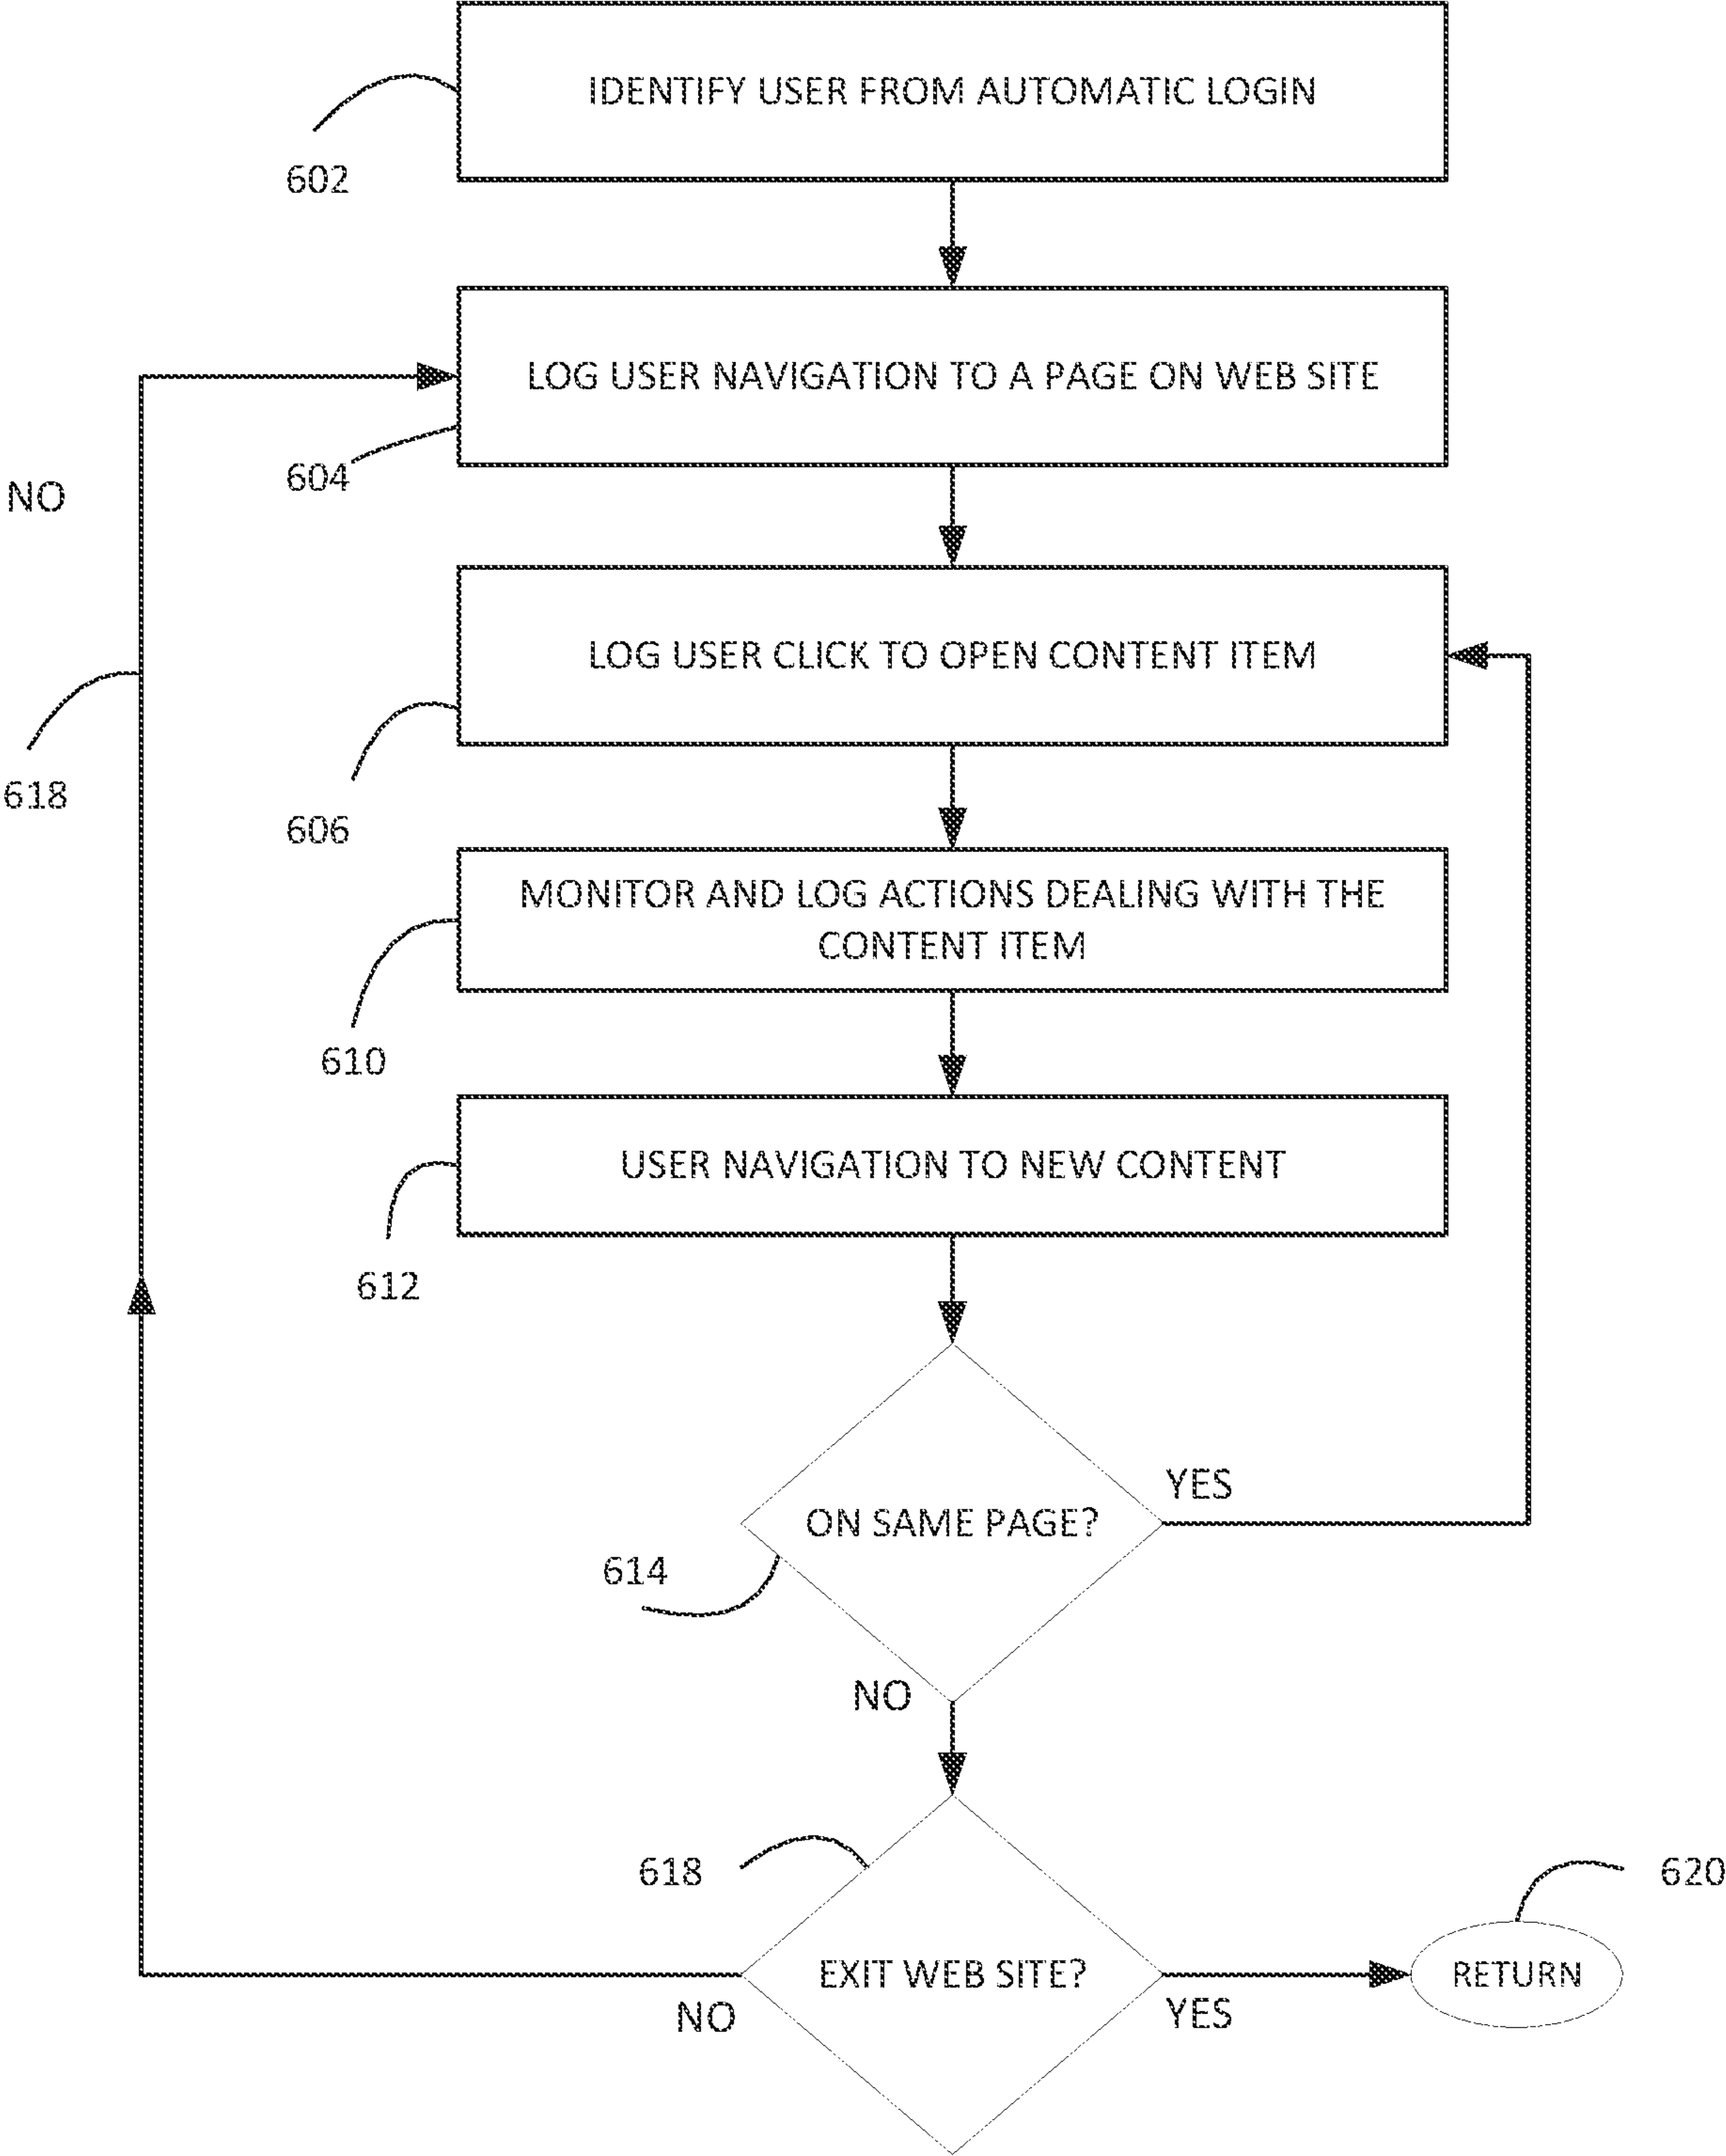 IDENTIFY USER FROM AUTOMATIC LOGIN
602
LOG USER NAVIGATION TO A PAGE ON WEB SITE
604
NO
LOG USER CLICK TO OPEN CONTENT ITEM
618
606
MONITOR AND LOG ACTIONS DEALING WITH THE
CONTENT ITEM
610
USER NAVIGATION TO NEW CONTENT
612
YES
ON SAME PAGE?
614
NO
618
620
EXIT WEB SITE?
RETURN
NO
YES